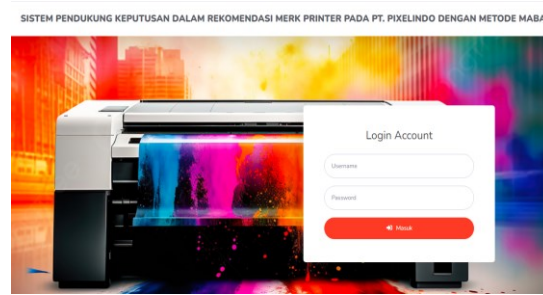 SISTEM PENDUKUNG KEPUTUSAN DALAM REKOMENDASI MERK PRINTER PADA PT. PIXELINDO DENGAN METODE MABA
Login Account
Username
Password
Masuk